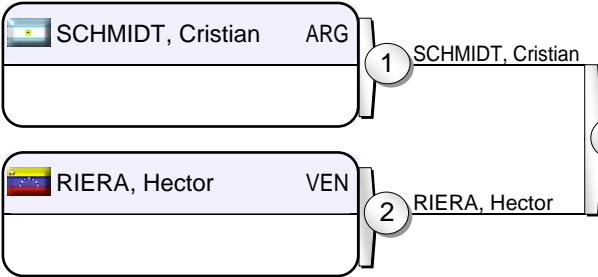 SCHMIDT, Cristian ARG
1
SCHMIDT, Cristian
RIERA, Hector VEN
2
RIERA, Hector